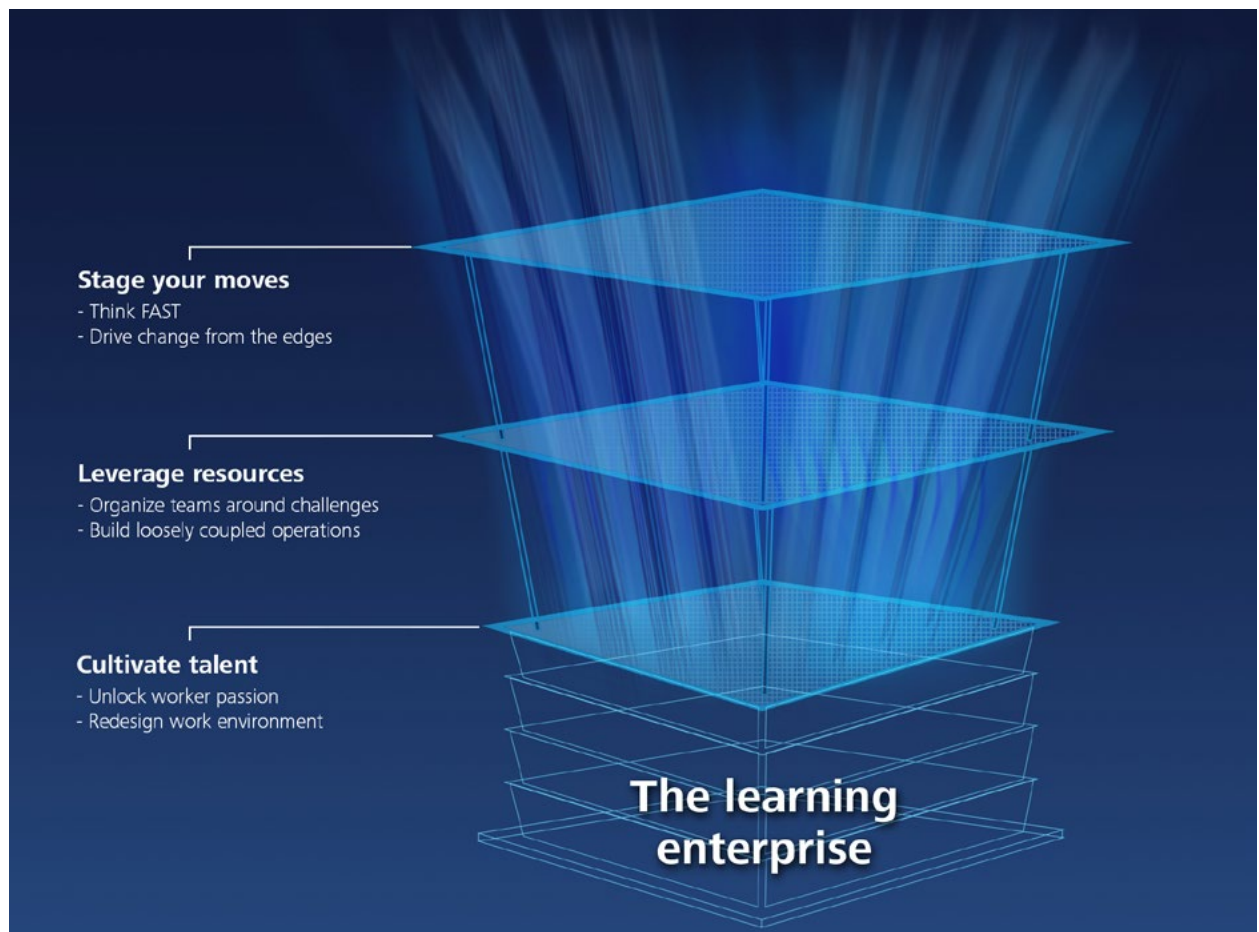 Stage your moves
- Think FAST
- Drive change from the edges
Leverage resources
- Organize teams around challenges
- Build loosely coupled operations
Cultivate talent
- Unlock worker passion
- Redesign work environment
The learning
enterprise